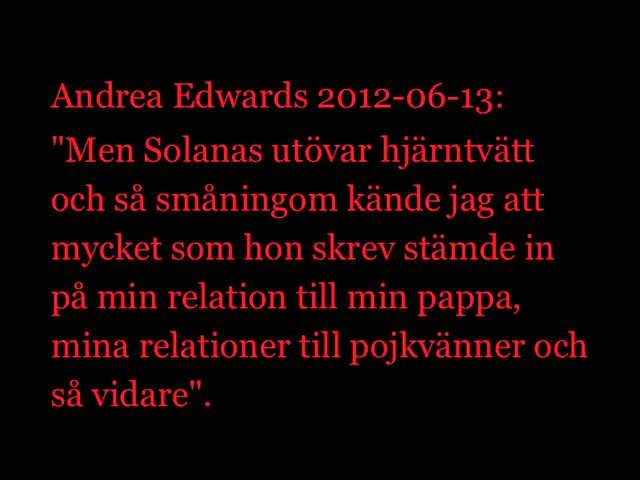 Andrea Edwards 2012-06-13:
"Men Solanas utövar hjärntvätt
och så småningom kände jag att
mycket som hon skrev stämde in
på min relation till min pappa,
mina relationer till pojkvänner och
så vidare".